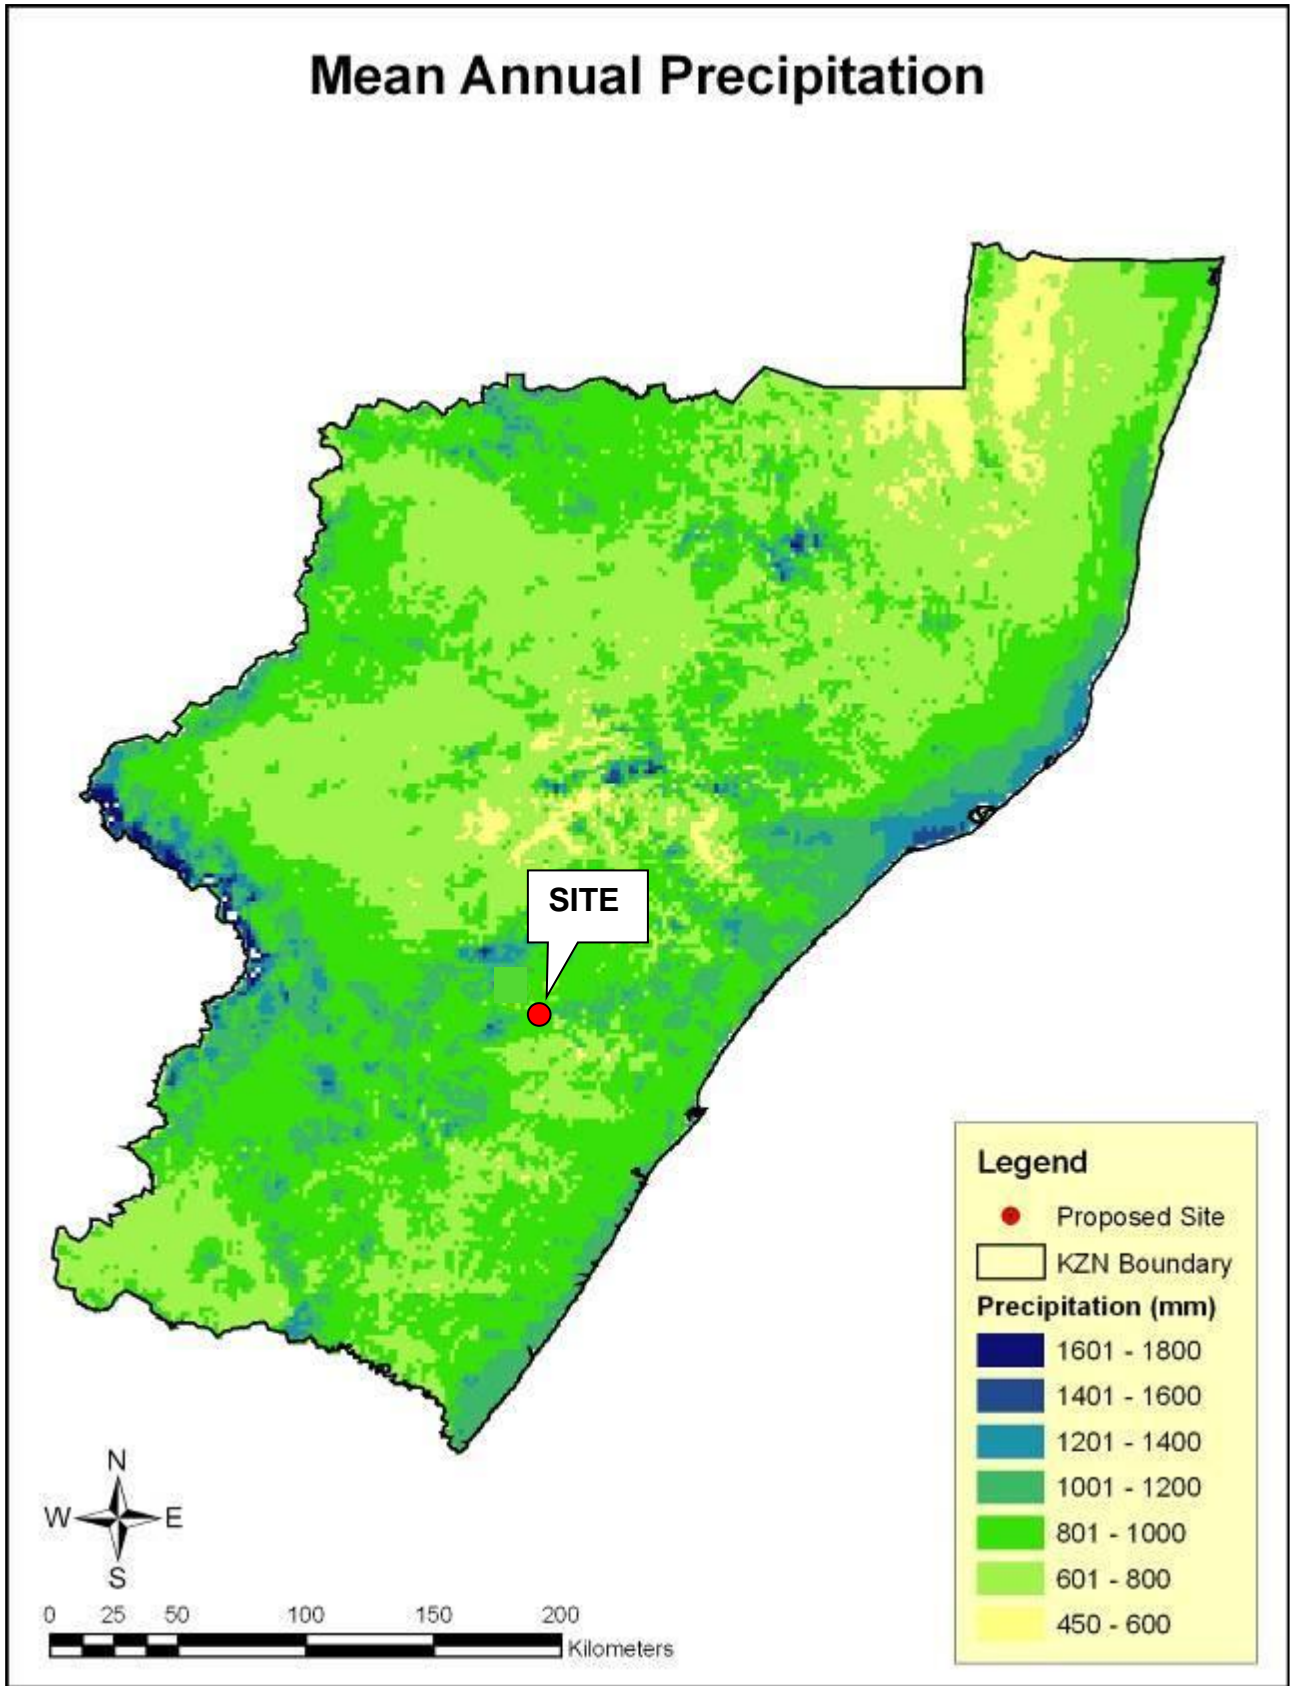 Mean Annual Precipitation
SITE
Legend
Proposed Site
KZN Boundary
Precipitation (mm)
1601 - 1800
1401 - 1600
1201 - 1400
1001 - 1200
801 - 1000
601 - 800
450 - 600
N
W E
S
0 25 50 100 150 200
Kilometers